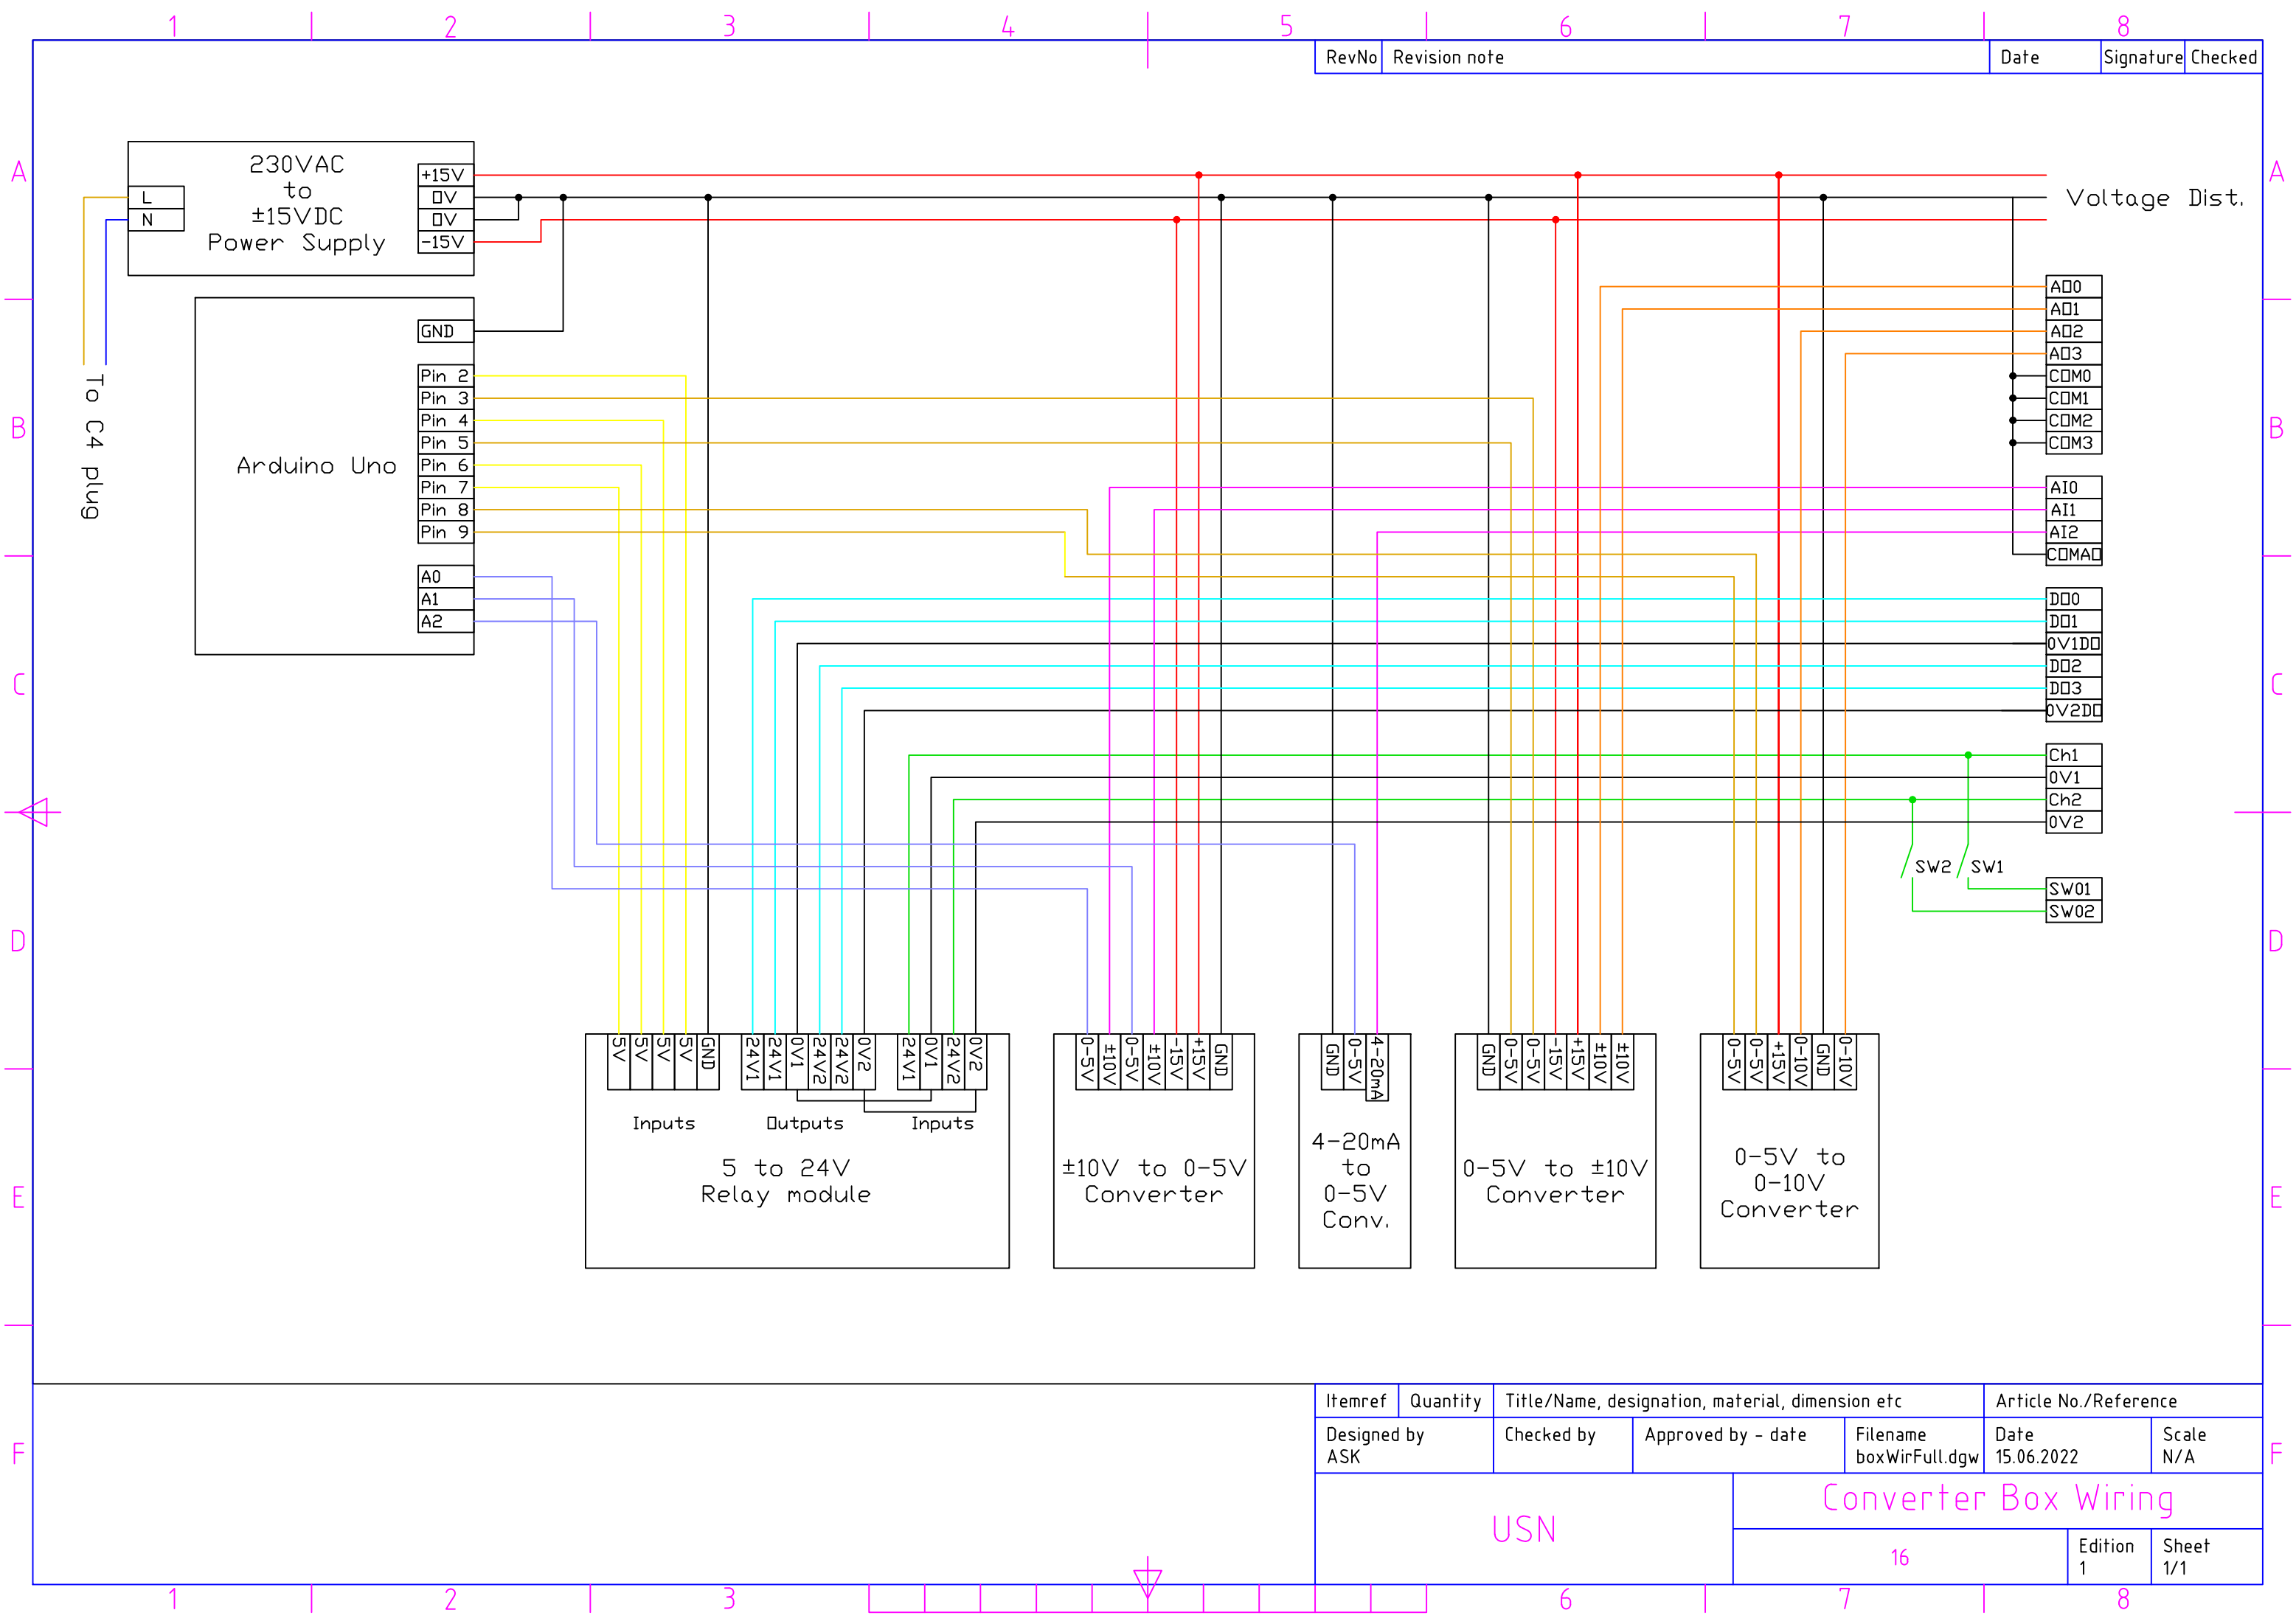 1 2 3 4 5 6 7 8
RevNo Revision note Date Signature Checked
A A
B B
C C
D D
E E
F F
230VAC
to
±15VDC
Power Supply
L
N
+15V
0V
0V
-15V
Voltage Dist.
To C4 plug
Arduino Uno
GND
Pin 2
Pin 3
Pin 4
Pin 5
Pin 6
Pin 7
Pin 8
Pin 9
A0
A1
A2
AO0
AO1
AO2
AO3
COM0
COM1
COM2
COM3
AI0
AI1
AI2
COMAO
DO0
DO1
0V1DO
DO2
DO3
0V2DO
Ch1
0V1
Ch2
0V2
SW2 SW1
SW01
SW02
5V 5V 5V 5V GND
24V1 24V1 0V1 24V2 24V2 0V2
24V1 0V1 24V2 0V2
Inputs Outputs Inputs
5 to 24V
Relay module
0-5V ±10V 0-5V ±10V -15V +15V GND
±10V to 0-5V
Converter
GND 0-5V 4-20mA
4-20mA
to
0-5V
Conv.
GND 0-5V 0-5V -15V +15V ±10V ±10V
0-5V to ±10V
Converter
0-5V 0-5V +15V 0-10V GND 0-10V
0-5V to
0-10V
Converter
Itemref Quantity Title/Name, designation, material, dimension etc Article No./Reference
Designed by
ASK
Checked by
Approved by - date
Filename
boxWirFull.dgw
Date
15.06.2022
Scale
N/A
USN
Converter Box Wiring
16
Edition
1
Sheet
1/1
1 2 3 6 7 8